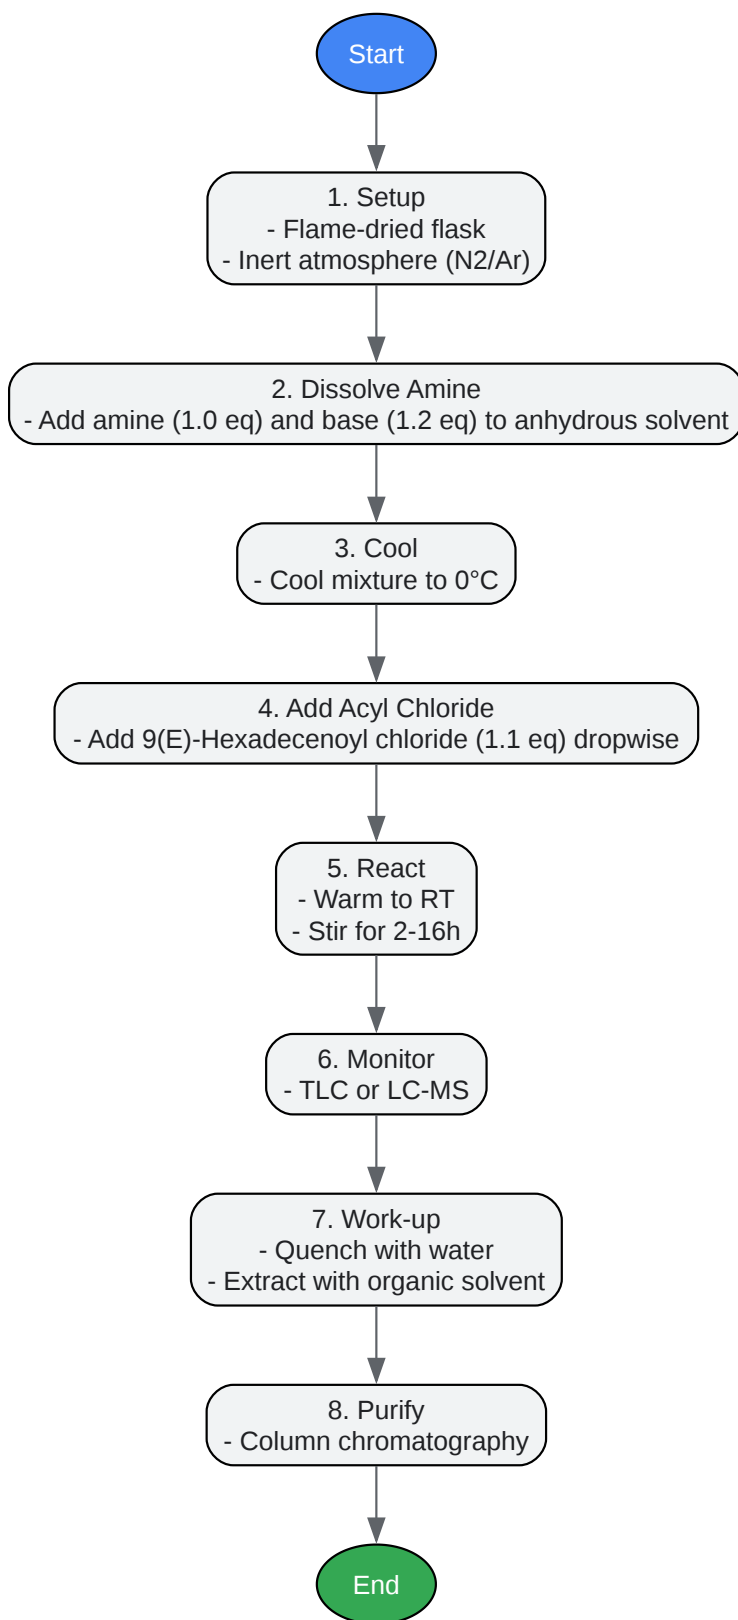 Start
1. Setup
- Flame-dried flask
- Inert atmosphere (N2/Ar)
2. Dissolve Amine
- Add amine (1.0 eq) and base (1.2 eq) to anhydrous solvent
3. Cool
- Cool mixture to 0°C
4. Add Acyl Chloride
- Add 9(E)-Hexadecenoyl chloride (1.1 eq) dropwise
5. React
- Warm to RT
- Stir for 2-16h
6. Monitor
- TLC or LC-MS
7. Work-up
- Quench with water
- Extract with organic solvent
8. Purify
- Column chromatography
End